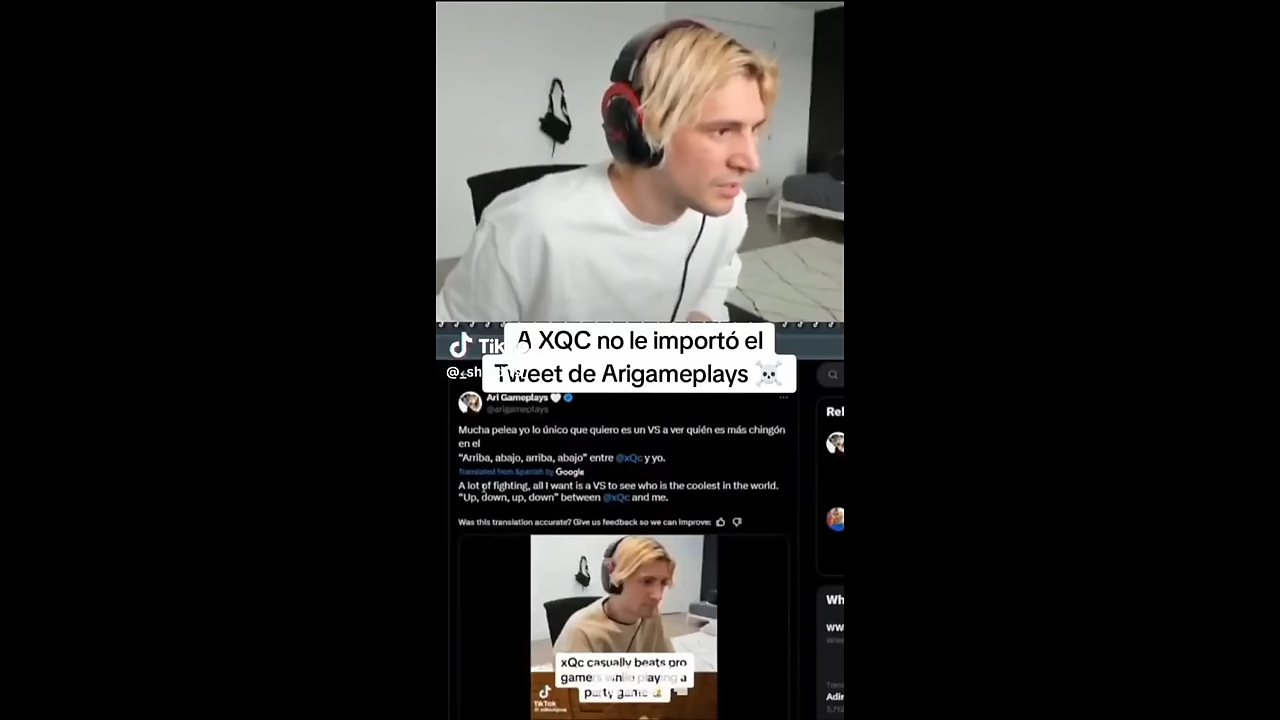 A XQC no le importó el
Tweet de Arigameplays ☠️
Ari Gameplays
@arigameplays
Mucha pelea yo lo único que quiero es un VS a ver quién es más chingón
en el
“Arriba, abajo, arriba, abajo” entre @xQc y yo.
Translated from Spanish by Google
A lot of fighting, all I want is a VS to see who is the coolest in the world.
“Up, down, up, down” between @xQc and me.
Was this translation accurate? Give us feedback so we can improve:
xQc casually beats pro
gamers while playing a
party game
TikTok
Rel
Wh
WW
Adin